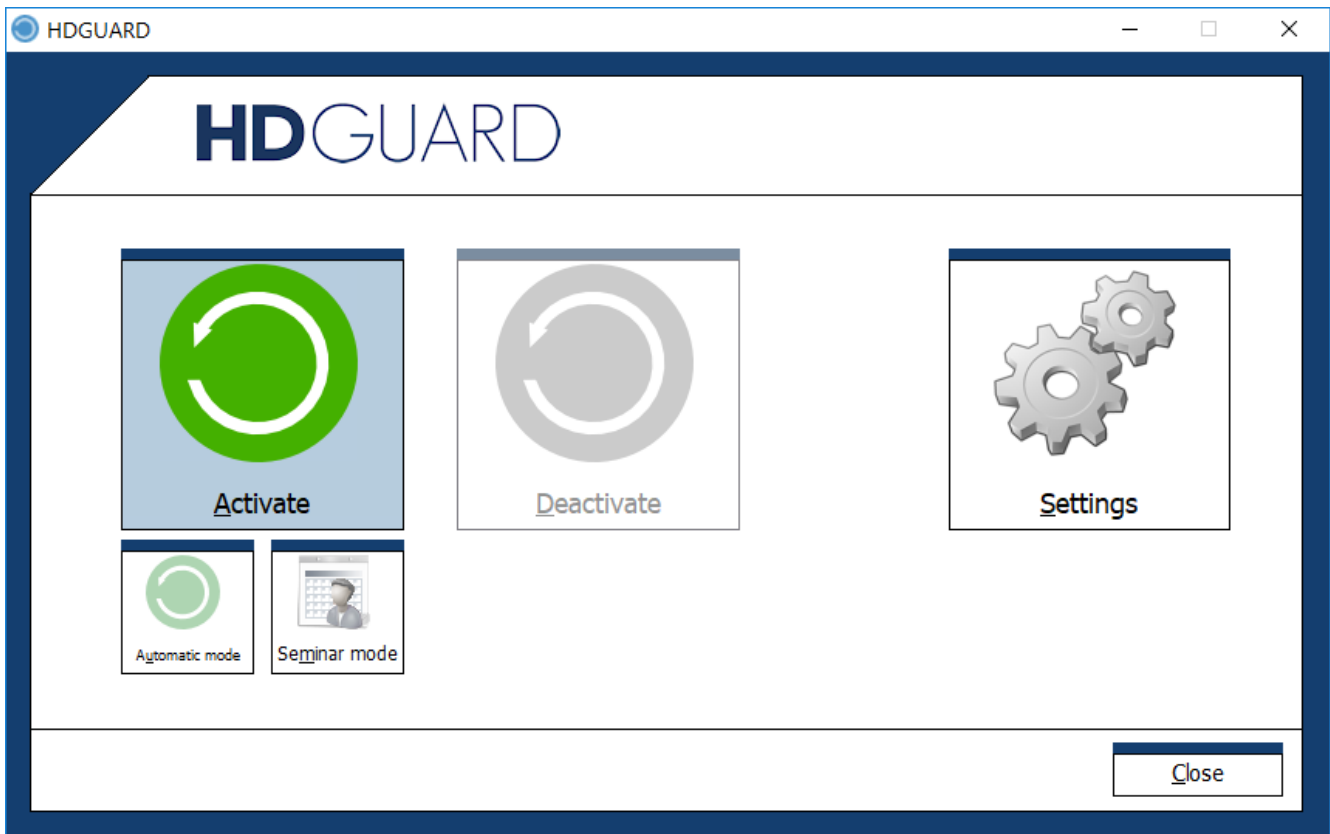 HDGUARD
HDGUARD
Activate
Deactivate
Settings
Automatic mode
Seminar mode
Close